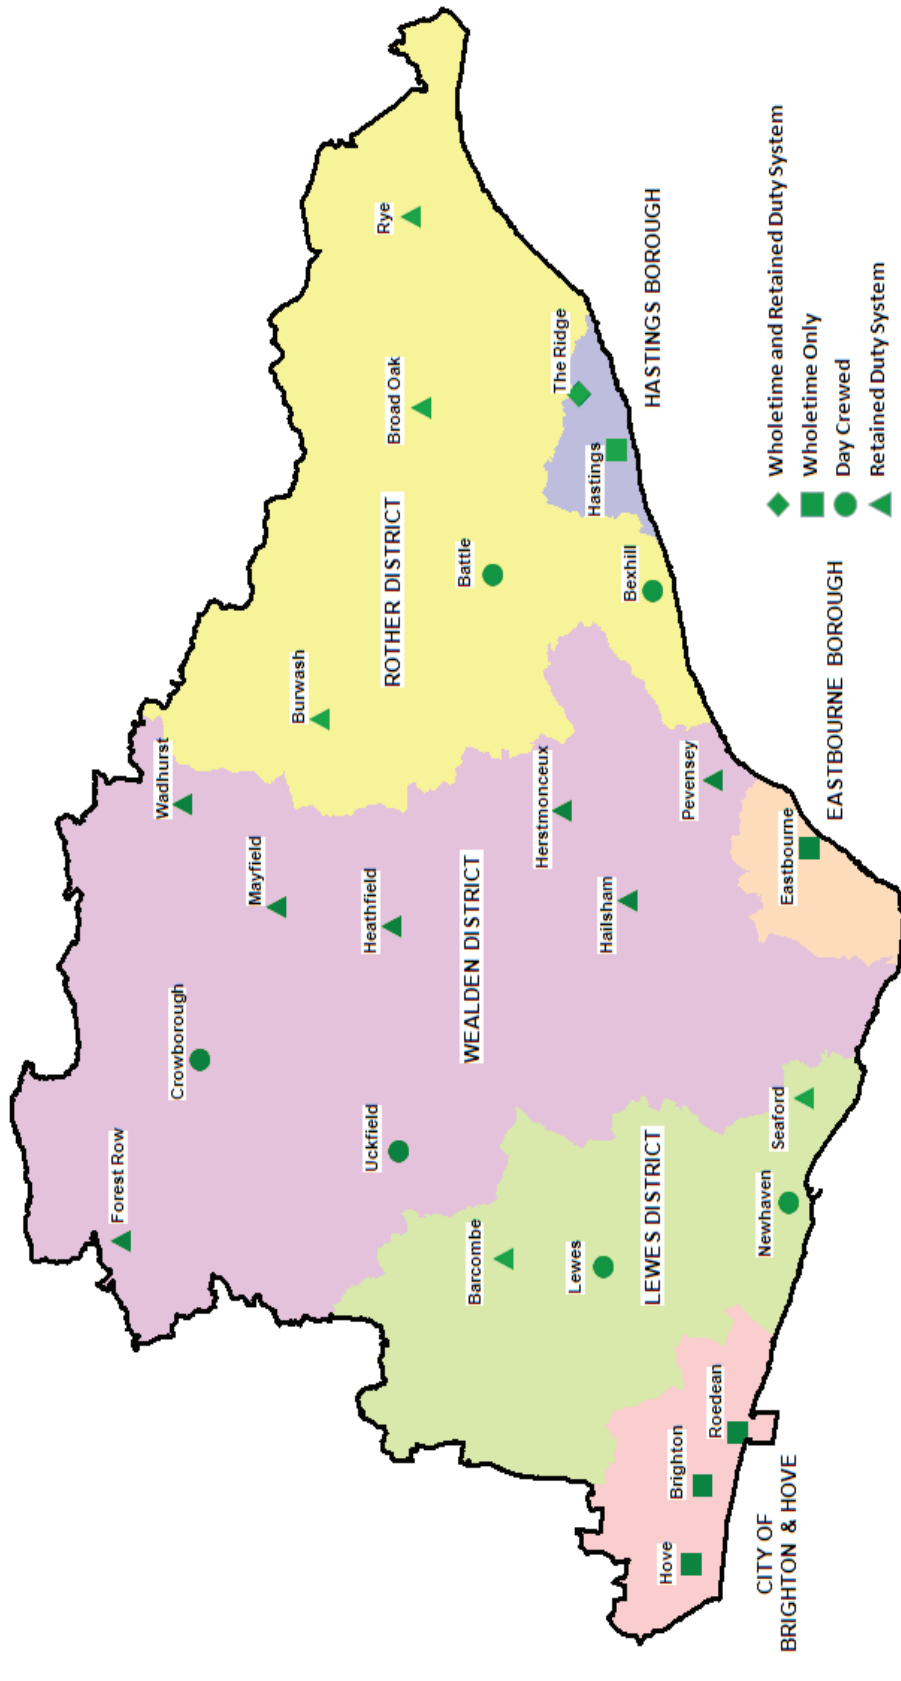 Forest Row
Crowborough
Wadhurst
Mayfield
Burwash
Uckfield
Heathfield
ROTHER DISTRICT
Broad Oak
Rye
Barcombe
WEALDEN DISTRICT
Battle
Herstmonceux
The Ridge
Lewes
Hailsham
Hastings
Bexhill
LEWES DISTRICT
HASTINGS BOROUGH
Hove
Brighton
Pevensey
Roedean
Newhaven
Seaford
Eastbourne
EASTBOURNE BOROUGH
CITY OF
BRIGHTON & HOVE
Wholetime and Retained Duty System
Wholetime Only
Day Crewed
Retained Duty System